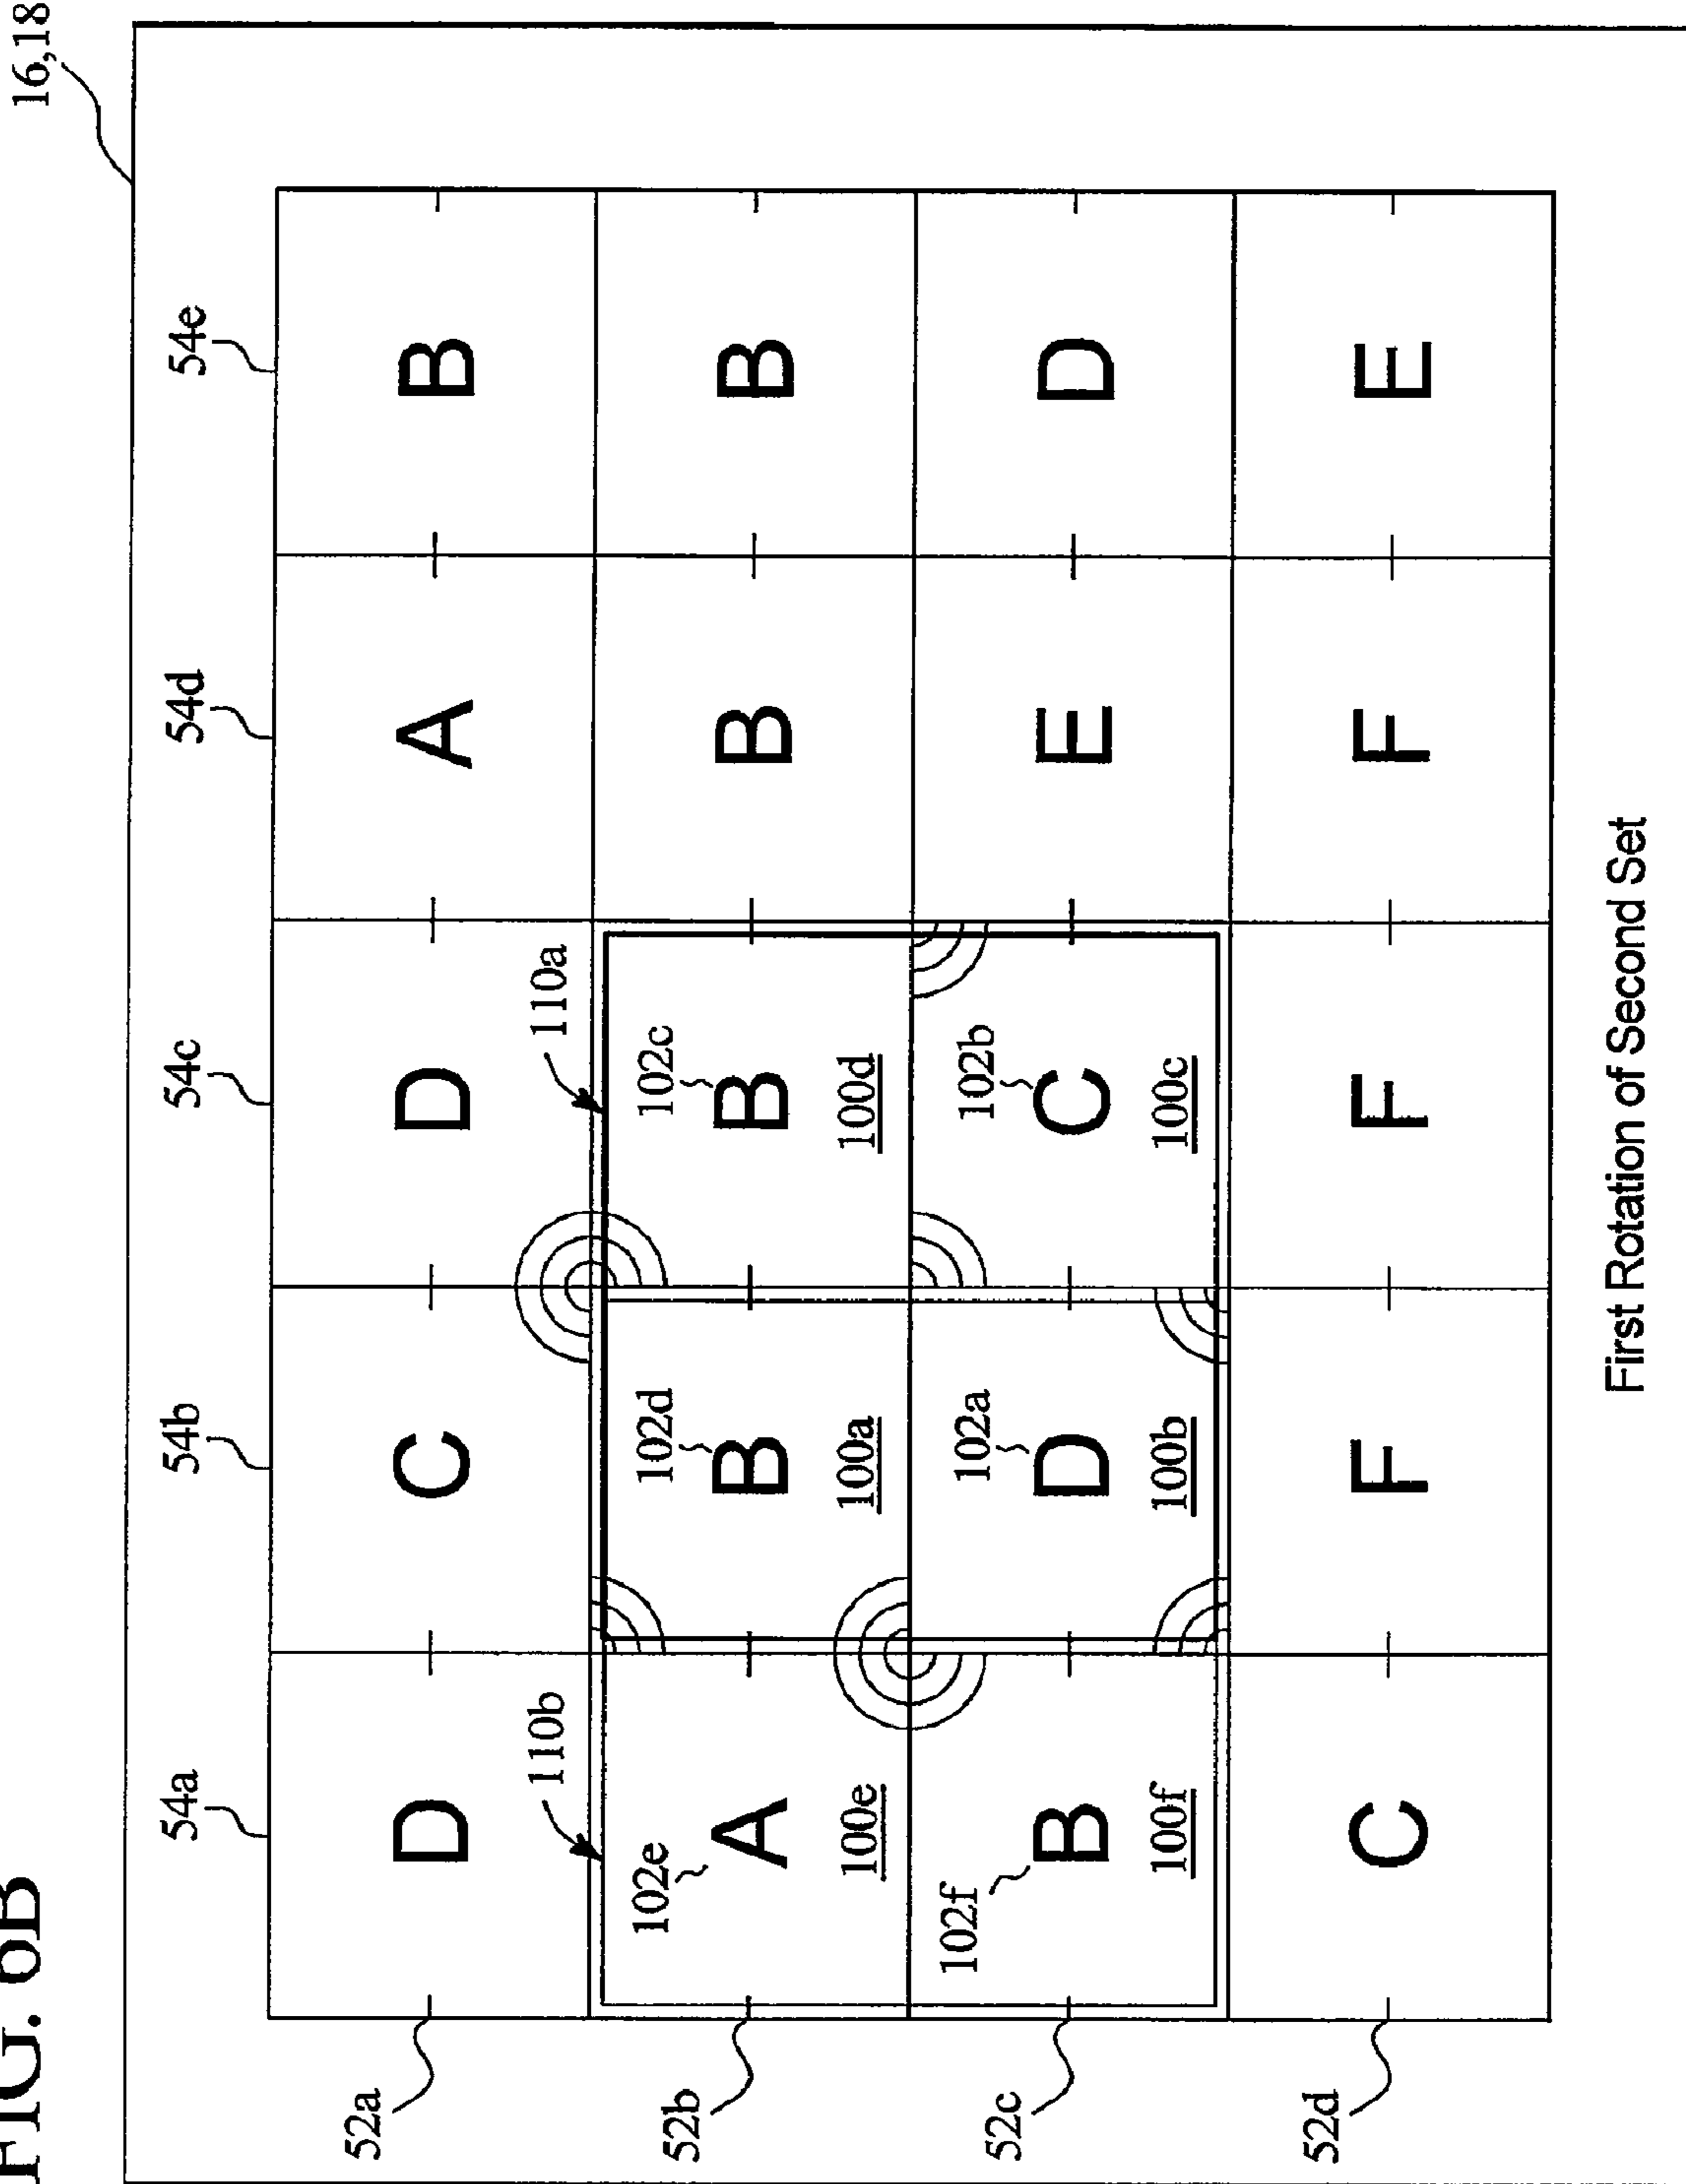 FIG. 6B
16,18
54a 54b 54c 54d 54e
52a D C D A B
110b 110a
102e 102d 102c
52b A B B B B
100e 100a 100d
102f 102a 102b
52c B D C E D
100f 100b 100c
52d C F F F E
First Rotation of Second Set